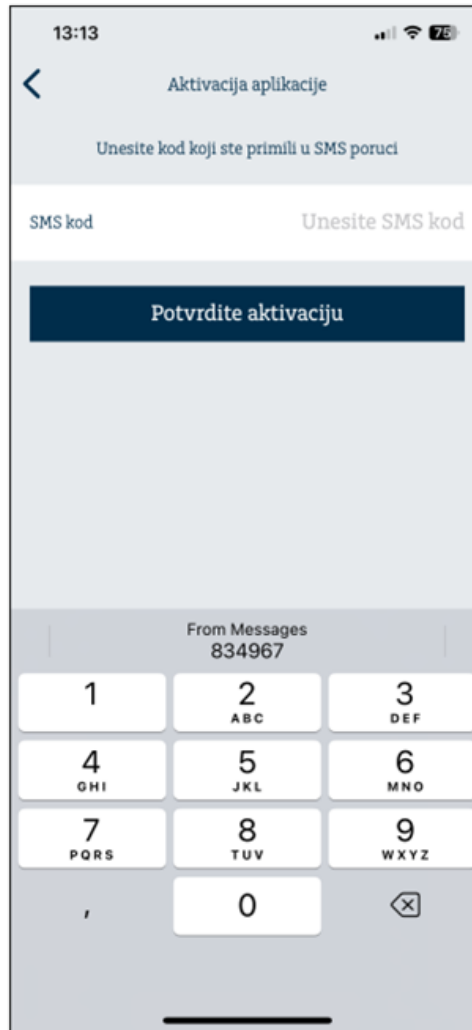 13:13
75
Aktivacija aplikacije
Unesite kod koji ste primili u SMS poruci
SMS kod Unesite SMS kod
Potvrdite aktivaciju
From Messages
834967
1 2 3
ABC DEF
4 5 6
GHI JKL MNO
7 8 9
PQRS TUV WXYZ
, 0